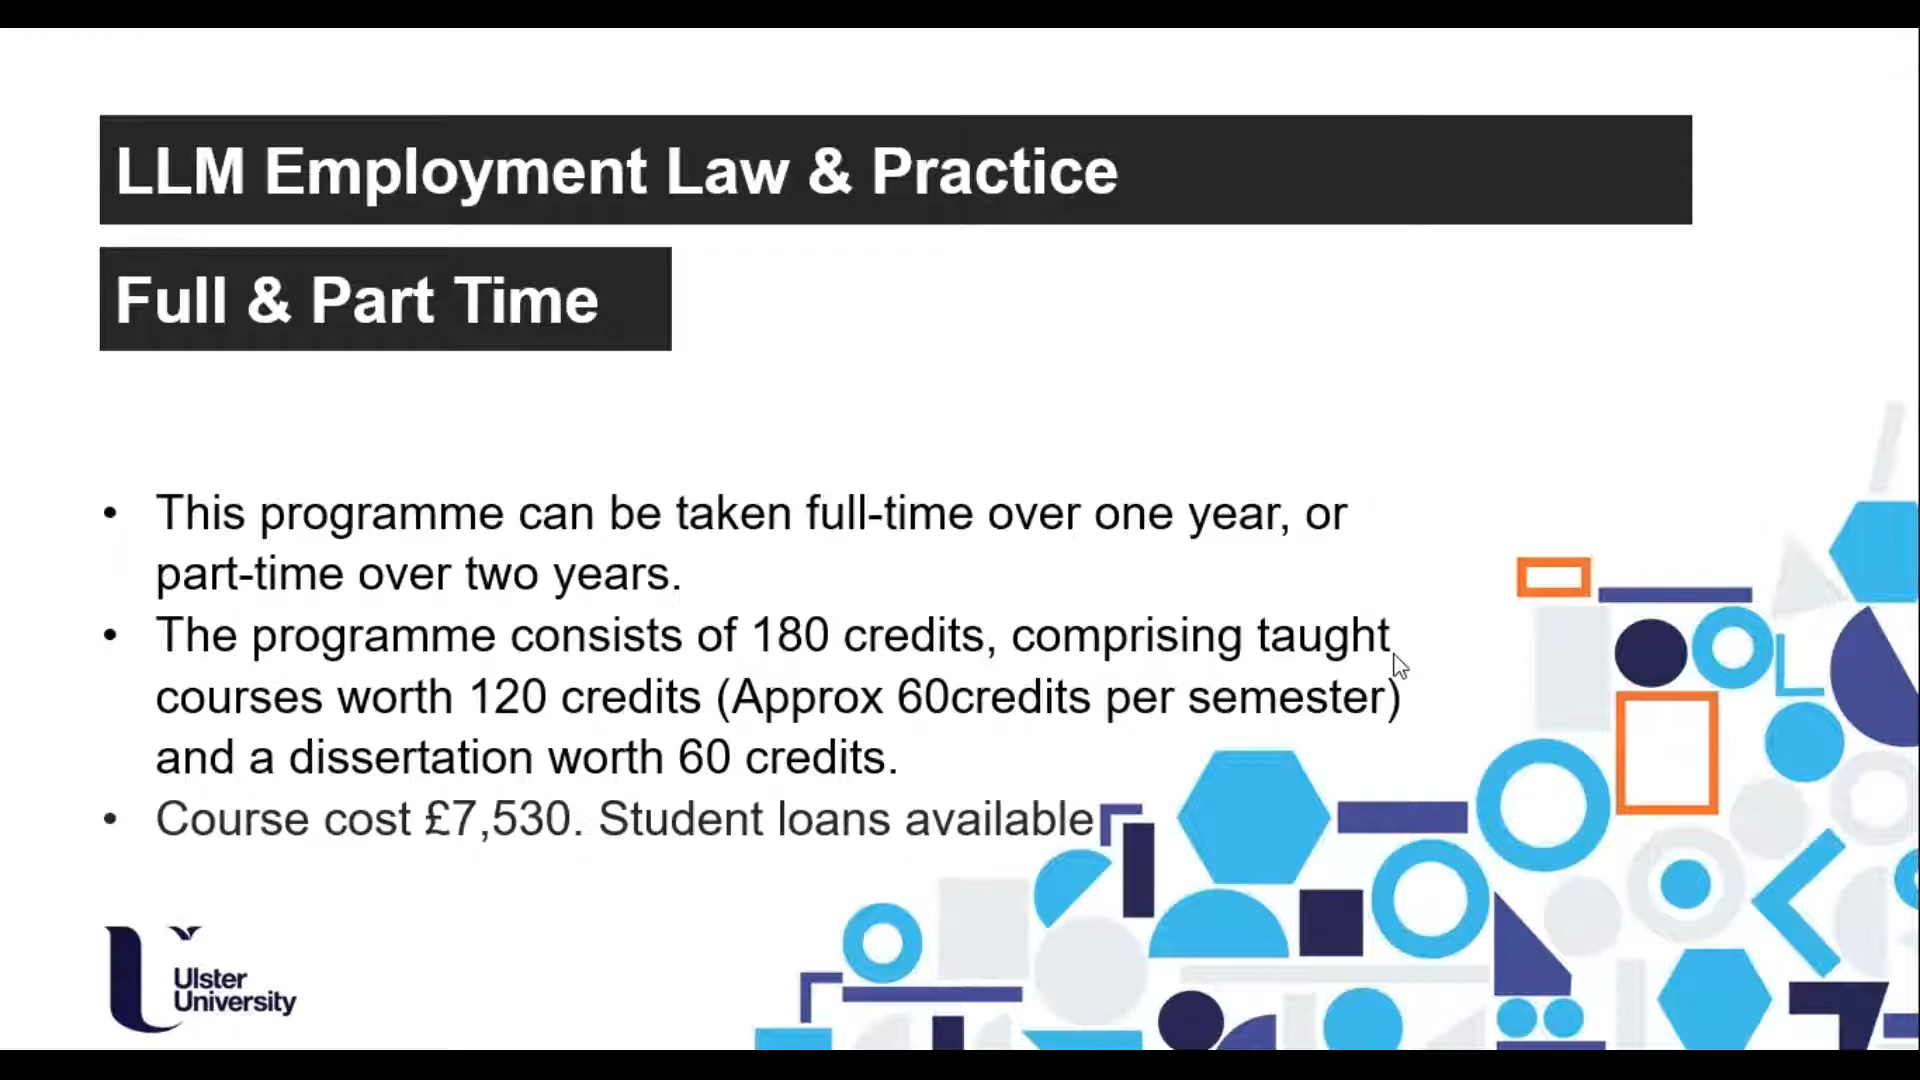 LLM Employment Law & Practice
Full & Part Time
• This programme can be taken full-time over one year, or
part-time over two years.
• The programme consists of 180 credits, comprising taught
courses worth 120 credits (Approx 60credits per semester)
and a dissertation worth 60 credits.
• Course cost £7,530. Student loans available
Ulster
University